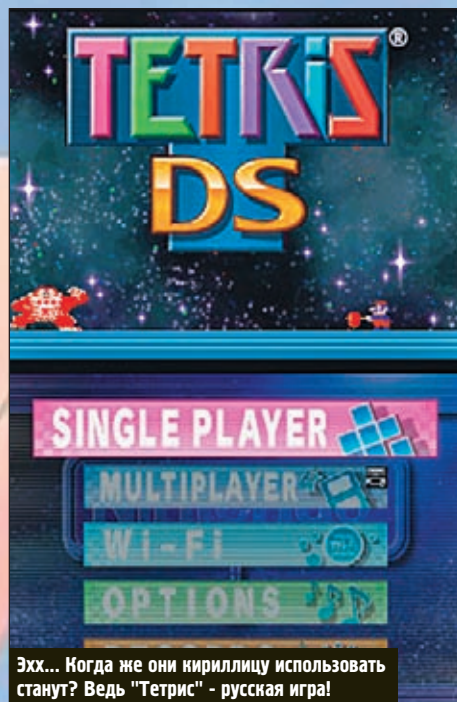 TETRIS®
DS
SINGLE PLAYER
MULTIPLAYER
Wi-Fi
OPTIONS
Эхх... Когда же они кириллицу использовать
станут? Ведь "Тетрис" - русская игра!